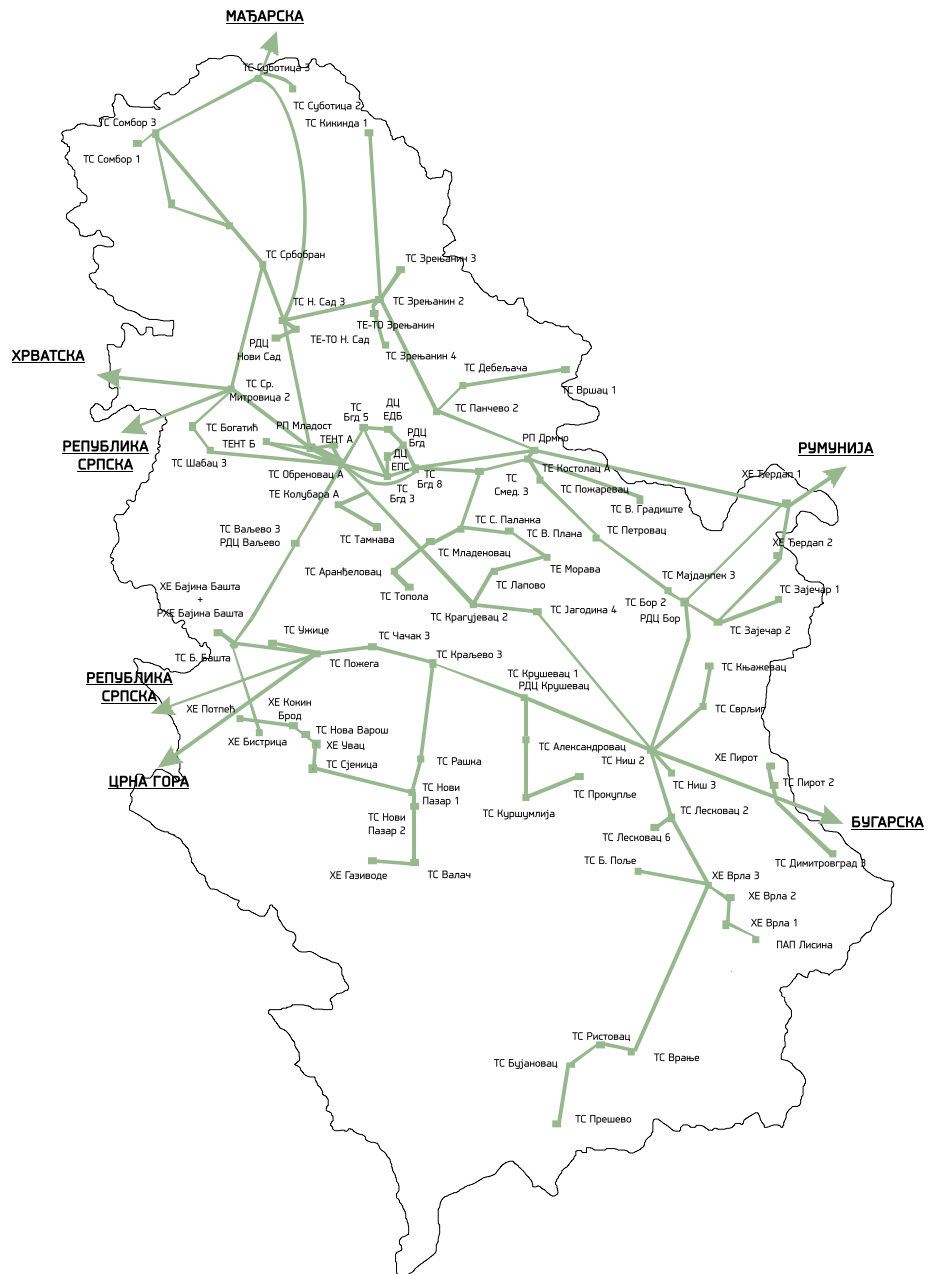 МАЂАРСКА
ТС Суботица 3
ТС Суботица 2
ТС Сомбор 3
ТС Кикинда 1
ТС Сомбор 1
ТС Србобран
ТС Зрењанин 3
ТС Н. Сад 3
ТС Зрењанин 2
ТЕ-ТО Зрењанин
ТЕ-ТО Н. Сад
РДЦ
Нови Сад
ТС Зрењанин 4
ХРВАТСКА
ТС Дебељача
ТС Вршац 1
ТС Ср.
Митровица 2
ТС Панчево 2
ТС
Бгд 5
ДЦ
ЕДБ
РДЦ
Бгд
ТС Богатић
РП Младост
РЕПУБЛИКА
СРПСКА
ТЕНТ Б
ТЕНТ А
РП Дрмно
РУМУНИЈА
ДЦ
ЕПС
ТС Шабац 3
ТС Обреновац А
ТС
Бгд 8
ТЕ Костолац А
ХЕ Ђердап 1
ТС
Смед. 3
ТС Пожаревац
ТЕ Колубара А
ТС
Бгд 3
ТС В. Градиште
ТС Ваљево 3
РДЦ Ваљево
ТС Тамнава
ТС С. Паланка
ТС В. Плана
ТС Петровац
ХЕ Ђердап 2
ТС Младеновац
ТЕ Морава
ТС Аранђеловац
ТС Мајданпек 3
ХЕ Бајина Башта
+
РХЕ Бајина Башта
ТС Топола
ТС Лапово
ТС Зајечар 1
ТС Бор 2
РДЦ Бор
ТС Крагујевац 2
ТС Јагодина 4
ТС Зајечар 2
ТС Ужице
ТС Чачак 3
ТС Б. Башта
ТС Пожега
ТС Краљево 3
ТС Књажевац
РЕПУБЛИКА
СРПСКА
ТС Крушевац 1
РДЦ Крушевац
ХЕ Потпећ
ХЕ Кокин
Брод
ТС Сврљиг
ТС Нова Варош
ХЕ Бистрица
ХЕ Увац
ТС Александровац
ТС Сјеница
ТС Рашка
ТС Ниш 2
ХЕ Пирот
ЦРНА ГОРА
ТС Ниш 3
ТС Пирот 2
ТС Нови
Пазар 1
ТС Прокупље
ТС Куршумлија
ТС Лесковац 2
ТС Нови
Пазар 2
БУГАРСКА
ТС Лесковац 6
ТС Б. Поље
ТС Димитровград 3
ХЕ Газиводе
ТС Валач
ХЕ Врла 3
ХЕ Врла 2
ХЕ Врла 1
ПАП Лисина
ТС Ристовац
ТС Врање
ТС Бујановац
ТС Прешево